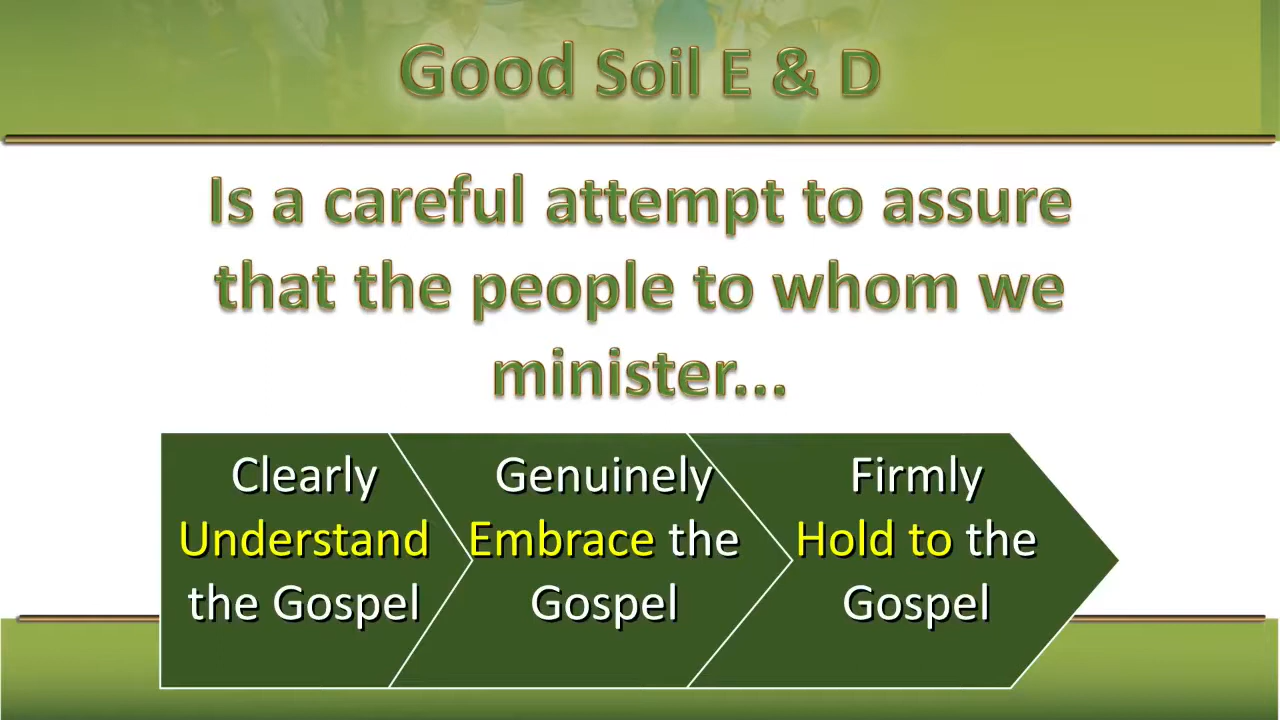 Good Soil E & D
Is a careful attempt to assure
that the people to whom we
minister...
Clearly
Understand
the Gospel
Genuinely
Embrace the
Gospel
Firmly
Hold to the
Gospel